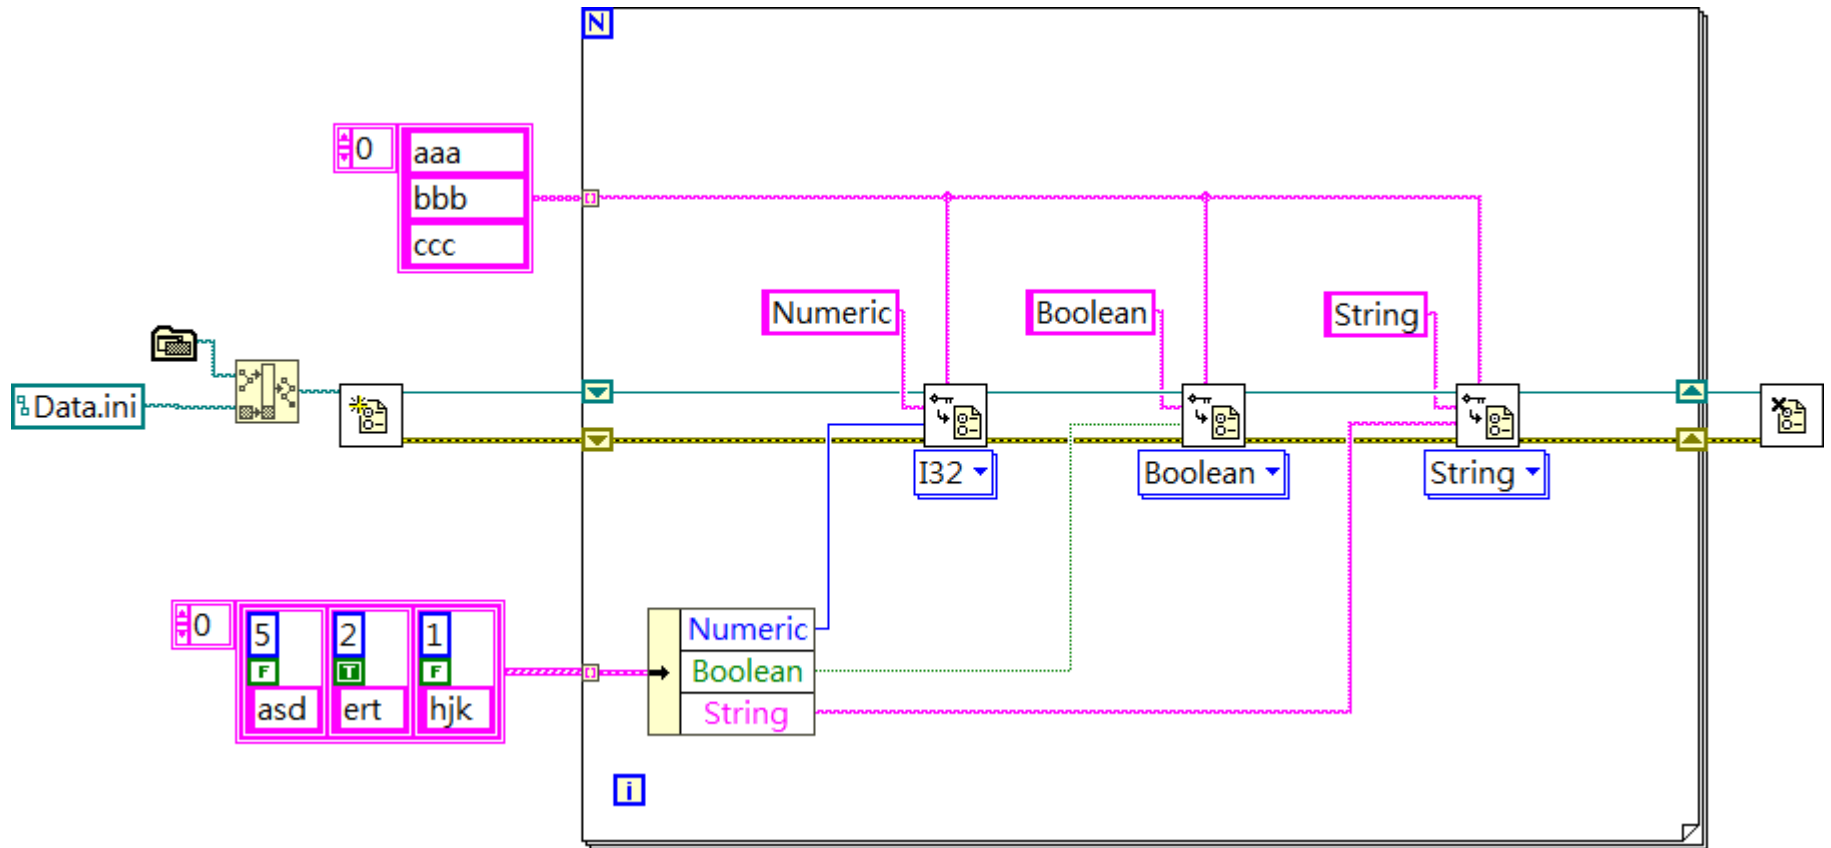 N
0
aaa
bbb
ccc
Numeric
Boolean
String
Data.ini
I32
Boolean
String
0
5
2
1
F
T
F
asd
ert
hjk
Numeric
Boolean
String
i